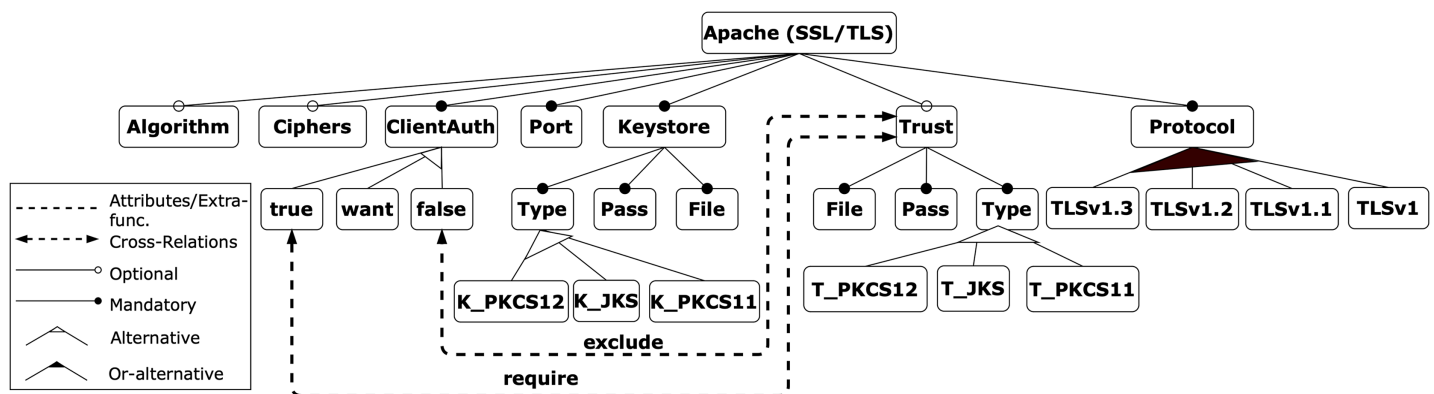 Apache (SSL/TLS)
Algorithm
Ciphers
ClientAuth
Port
Keystore
Trust
Protocol
true
want
false
Type
Pass
File
File
Pass
Type
TLSv1.3
TLSv1.2
TLSv1.1
TLSv1
K_PKCS12
K_JKS
K_PKCS11
T_PKCS12
T_JKS
T_PKCS11
exclude
require
Attributes/Extra-
func.
Cross-Relations
Optional
Mandatory
Alternative
Or-alternative